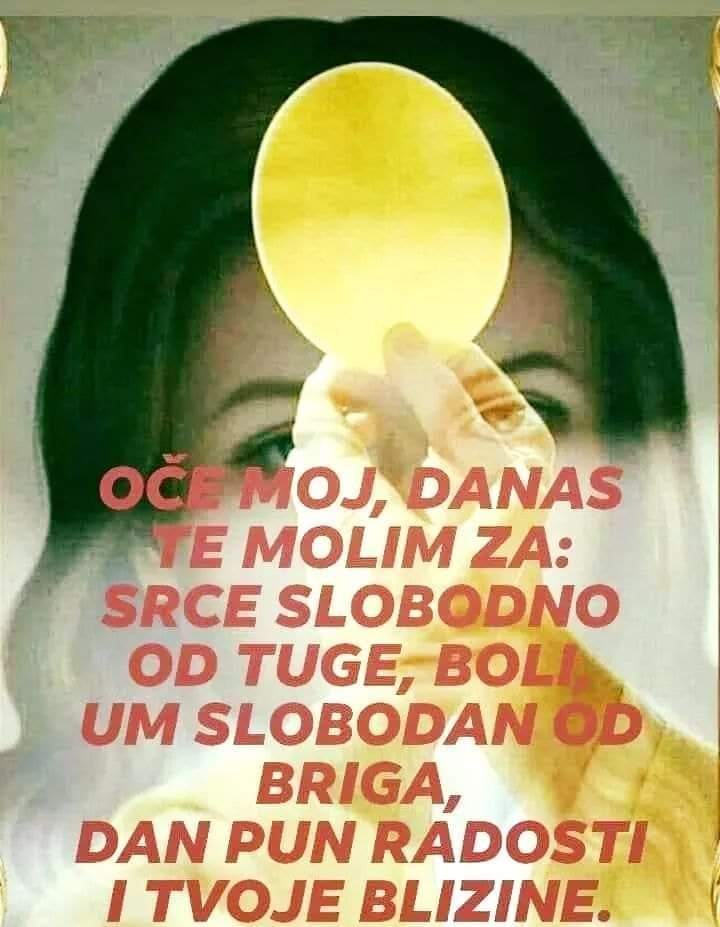 OČE MOJ, DANAS
TE MOLIM ZA:
SRCE SLOBODNO
OD TUGE, BOLI,
UM SLOBODAN OD
BRIGA,
DAN PUN RADOSTI
I TVOJE BLIZINE.